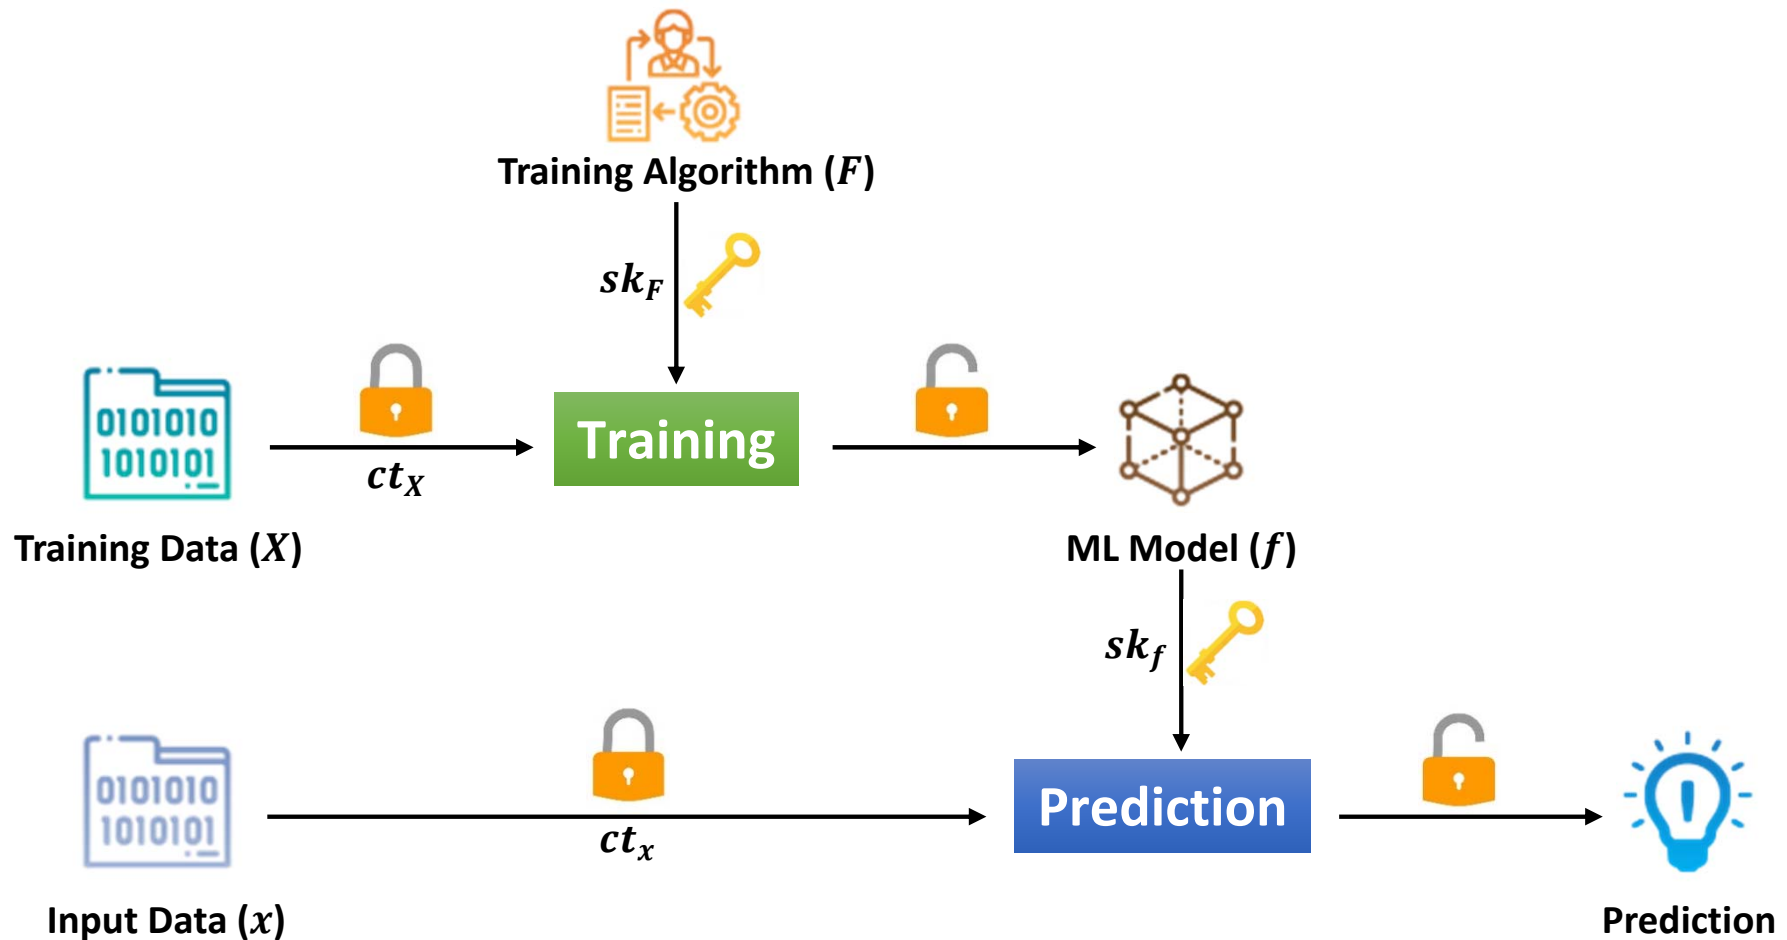 Training Algorithm (F)
sk_F
0101010
1010101
ct_X
Training
Training Data (X)
ML Model (f)
sk_f
0101010
1010101
ct_x
Prediction
Input Data (x)
Prediction